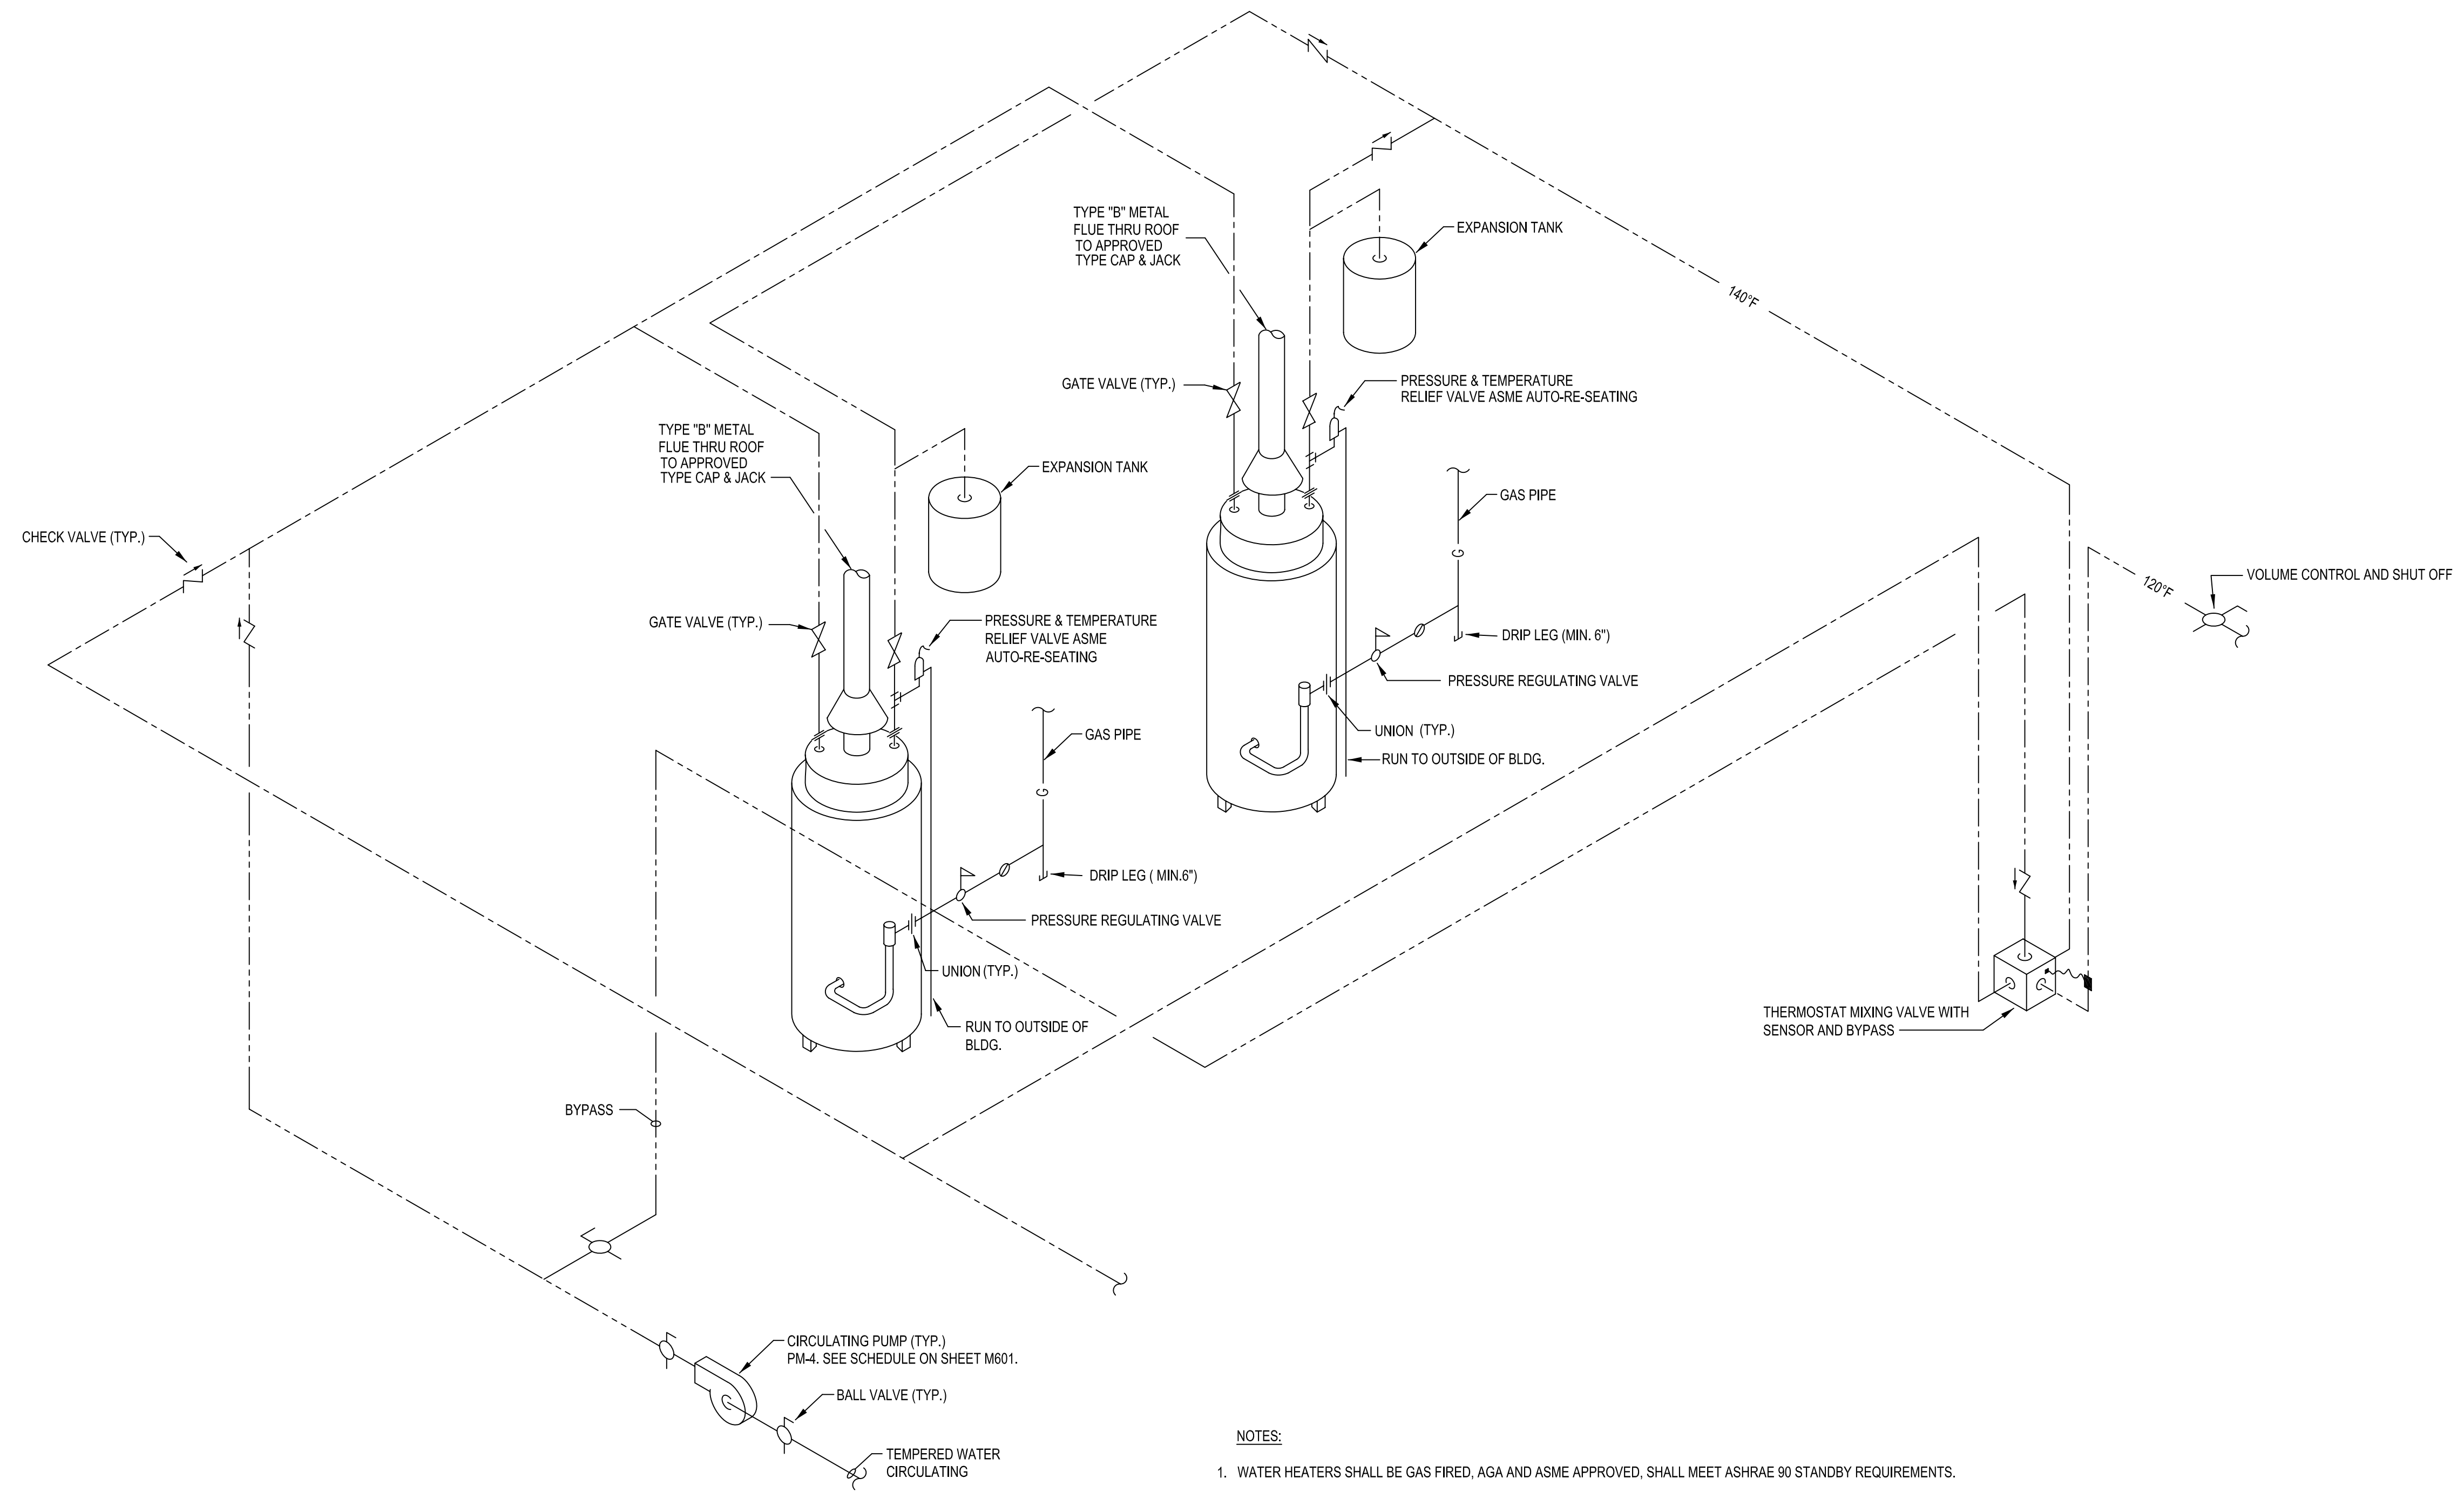 TYPE "B" METAL
FLUE THRU ROOF
TO APPROVED
TYPE CAP & JACK
EXPANSION TANK
140°F
GATE VALVE (TYP.)
PRESSURE & TEMPERATURE
RELIEF VALVE ASME AUTO-RE-SEATING
TYPE "B" METAL
FLUE THRU ROOF
TO APPROVED
TYPE CAP & JACK
EXPANSION TANK
GAS PIPE
G
CHECK VALVE (TYP.)
120°F
VOLUME CONTROL AND SHUT OFF
GATE VALVE (TYP.)
PRESSURE & TEMPERATURE
RELIEF VALVE ASME
AUTO-RE-SEATING
DRIP LEG (MIN. 6")
PRESSURE REGULATING VALVE
UNION (TYP.)
GAS PIPE
RUN TO OUTSIDE OF BLDG.
G
DRIP LEG ( MIN.6")
PRESSURE REGULATING VALVE
UNION (TYP.)
RUN TO OUTSIDE OF
BLDG.
THERMOSTAT MIXING VALVE WITH
SENSOR AND BYPASS
BYPASS
CIRCULATING PUMP (TYP.)
PM-4. SEE SCHEDULE ON SHEET M601.
BALL VALVE (TYP.)
TEMPERED WATER
CIRCULATING
NOTES:
1. WATER HEATERS SHALL BE GAS FIRED, AGA AND ASME APPROVED, SHALL MEET ASHRAE 90 STANDBY REQUIREMENTS.